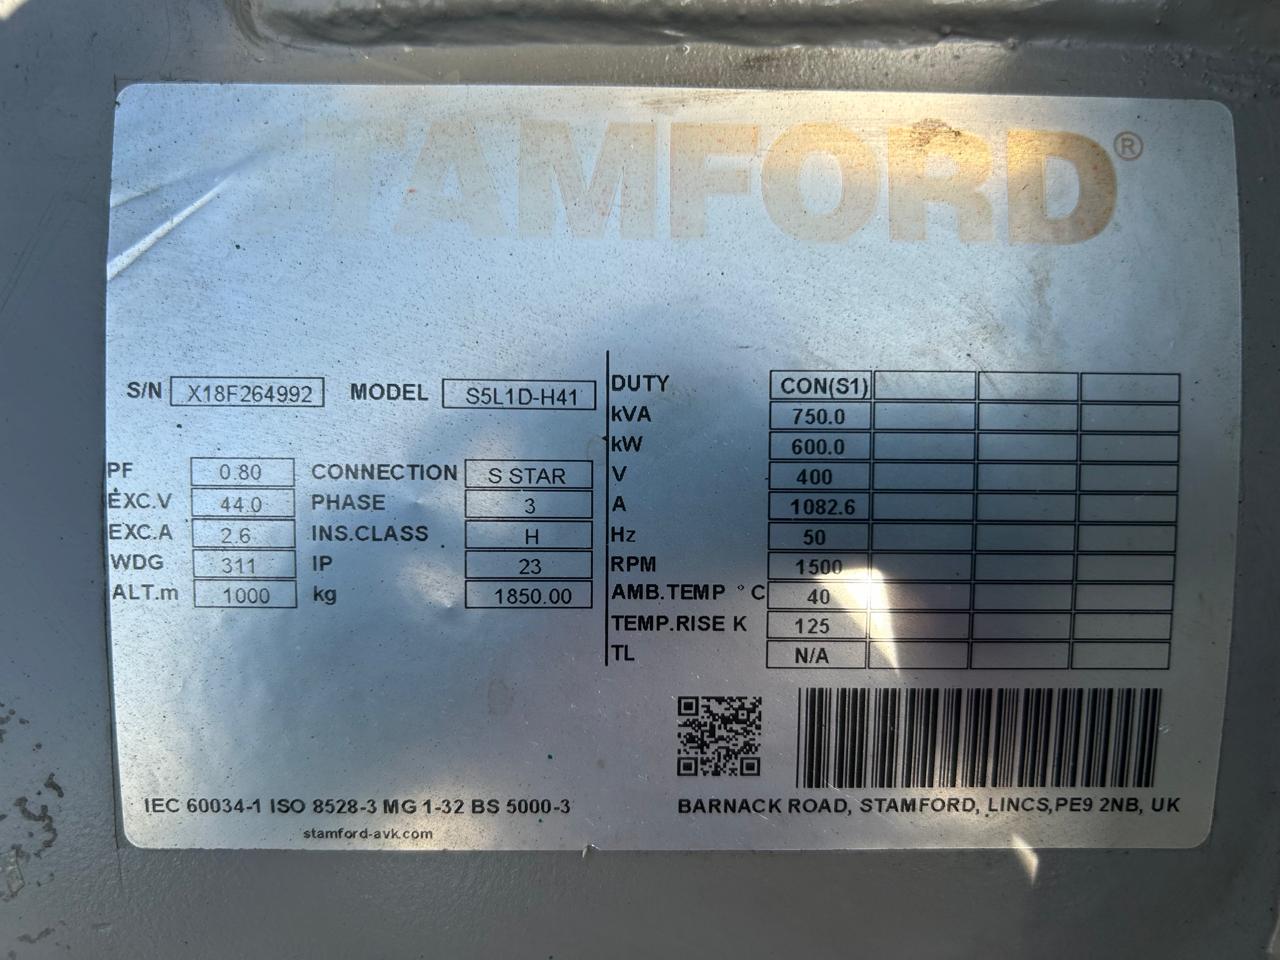 STAMFORD®
S/N X18F264992 MODEL S5L1D-H41
PF 0.80 CONNECTION S STAR
EXC.V 44.0 PHASE 3
EXC.A 2.6 INS.CLASS H
WDG 311 IP 23
ALT.m 1000 kg 1850.00
DUTY CON(S1)
kVA 750.0
kW 600.0
V 400
A 1082.6
Hz 50
RPM 1500
AMB.TEMP °C 40
TEMP.RISE K 125
TL N/A
IEC 60034-1 ISO 8528-3 MG 1-32 BS 5000-3
stamford-avk.com
BARNACK ROAD, STAMFORD, LINCS,PE9 2NB, UK